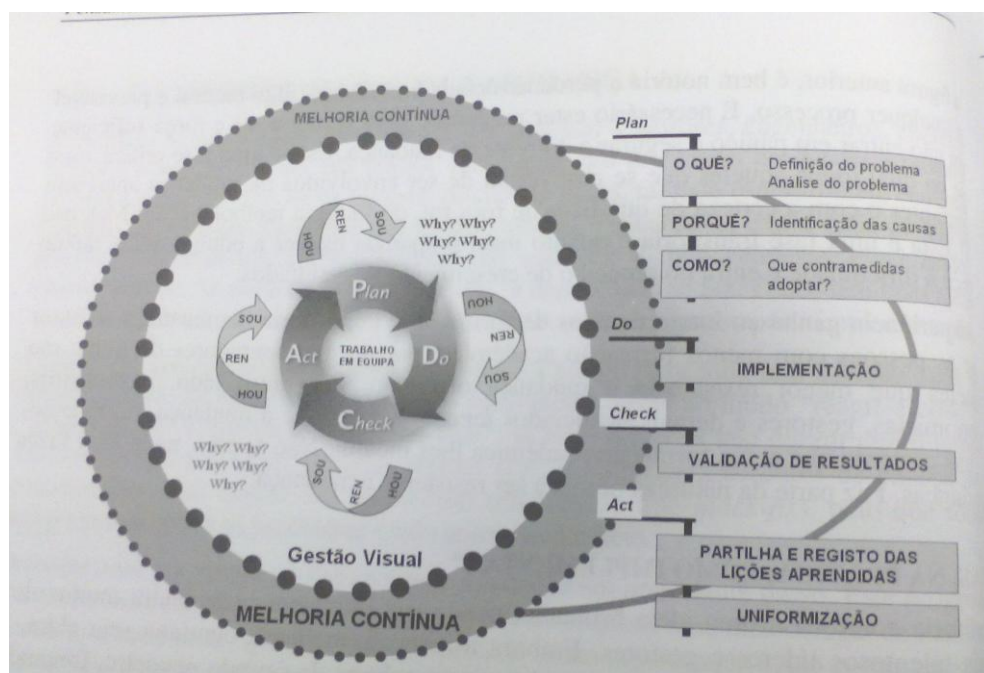 MELHORIA CONTÍNUA
HOU
REN
SOU
Why? Why?
Why? Why?
Why?
Plan
HOU
REN
SOU
Do
SOU
REN
HOU
Act
TRABALHO
EM EQUIPA
Check
Why? Why?
Why? Why?
Why?
SOU
REN
HOU
Gestão Visual
MELHORIA CONTÍNUA
Plan
O QUÊ? Definição do problema
Análise do problema
PORQUÊ? Identificação das causas
COMO? Que contramedidas
adoptar?
Do
IMPLEMENTAÇÃO
Check
VALIDAÇÃO DE RESULTADOS
Act
PARTILHA E REGISTO DAS
LIÇÕES APRENDIDAS
UNIFORMIZAÇÃO